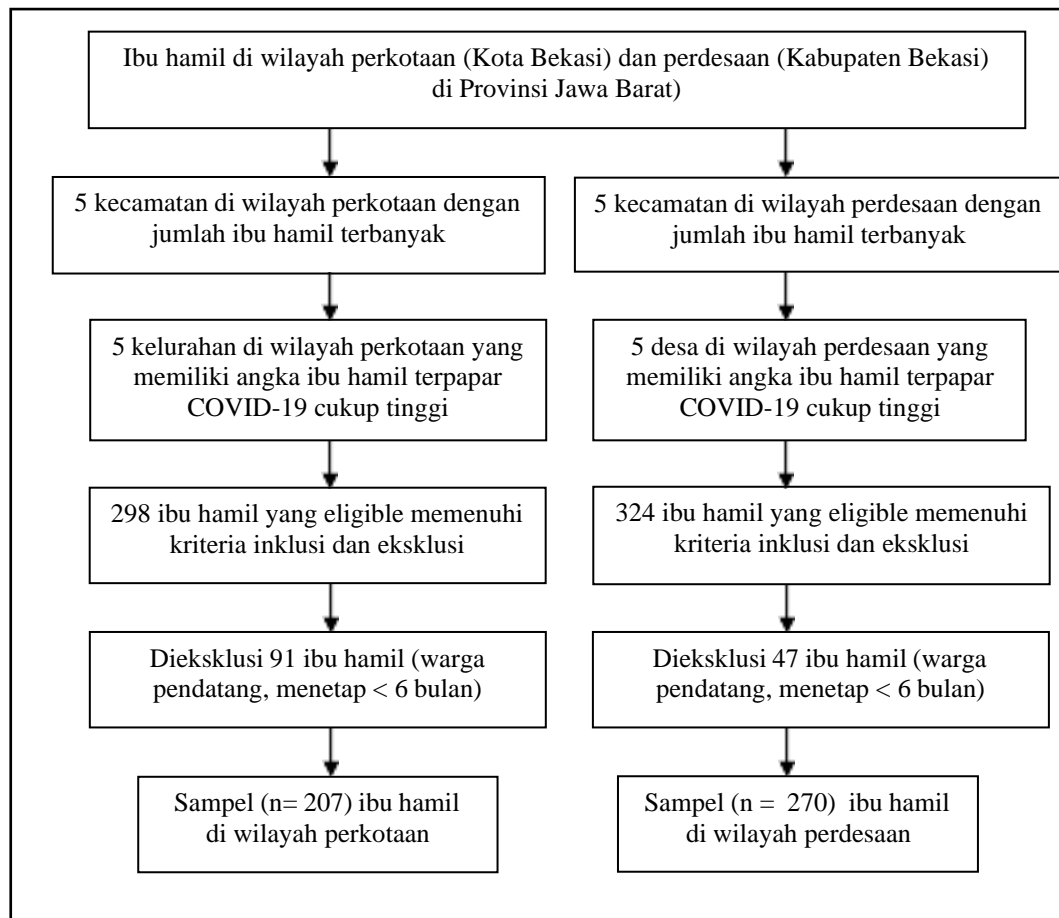 Ibu hamil di wilayah perkotaan (Kota Bekasi) dan perdesaan (Kabupaten Bekasi)
di Provinsi Jawa Barat)
5 kecamatan di wilayah perkotaan dengan
jumlah ibu hamil terbanyak
5 kecamatan di wilayah perdesaan dengan
jumlah ibu hamil terbanyak
5 kelurahan di wilayah perkotaan yang
memiliki angka ibu hamil terpapar
COVID-19 cukup tinggi
5 desa di wilayah perdesaan yang
memiliki angka ibu hamil terpapar
COVID-19 cukup tinggi
298 ibu hamil yang eligible memenuhi
kriteria inklusi dan eksklusi
324 ibu hamil yang eligible memenuhi
kriteria inklusi dan eksklusi
Dieksklusi 91 ibu hamil (warga
pendatang, menetap < 6 bulan)
Dieksklusi 47 ibu hamil (warga
pendatang, menetap < 6 bulan)
Sampel (n= 207) ibu hamil
di wilayah perkotaan
Sampel (n = 270) ibu hamil
di wilayah perdesaan